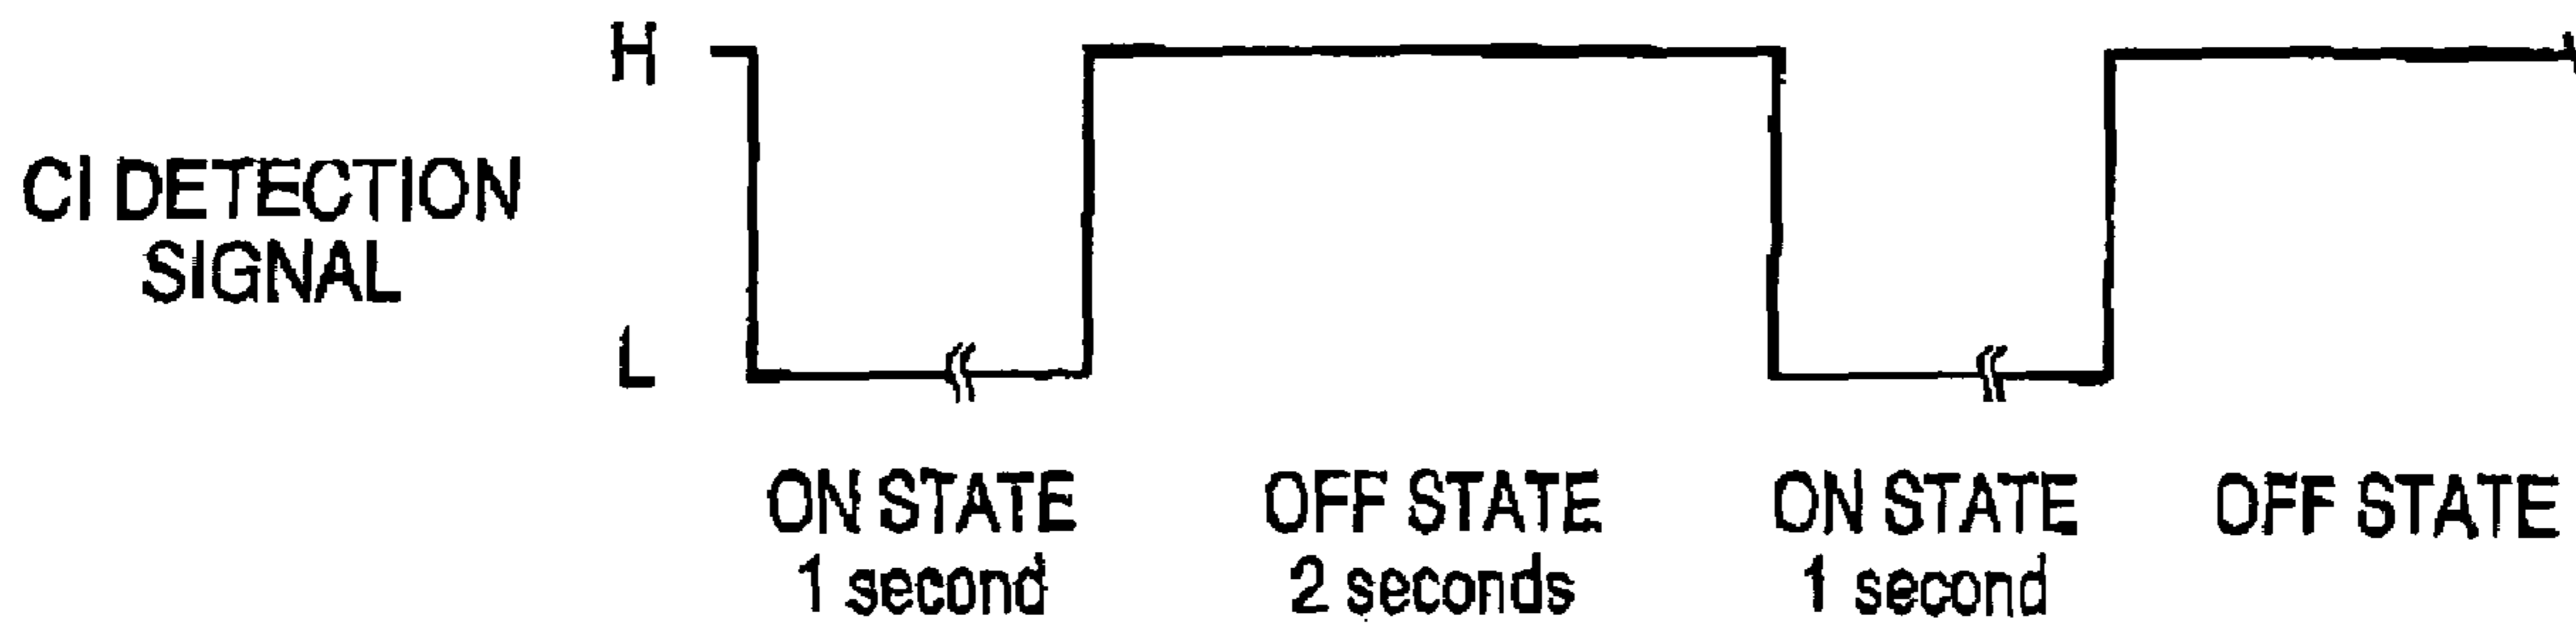 H
CI DETECTION
SIGNAL
L
ON STATE OFF STATE ON STATE OFF STATE
1 second 2 seconds 1 second